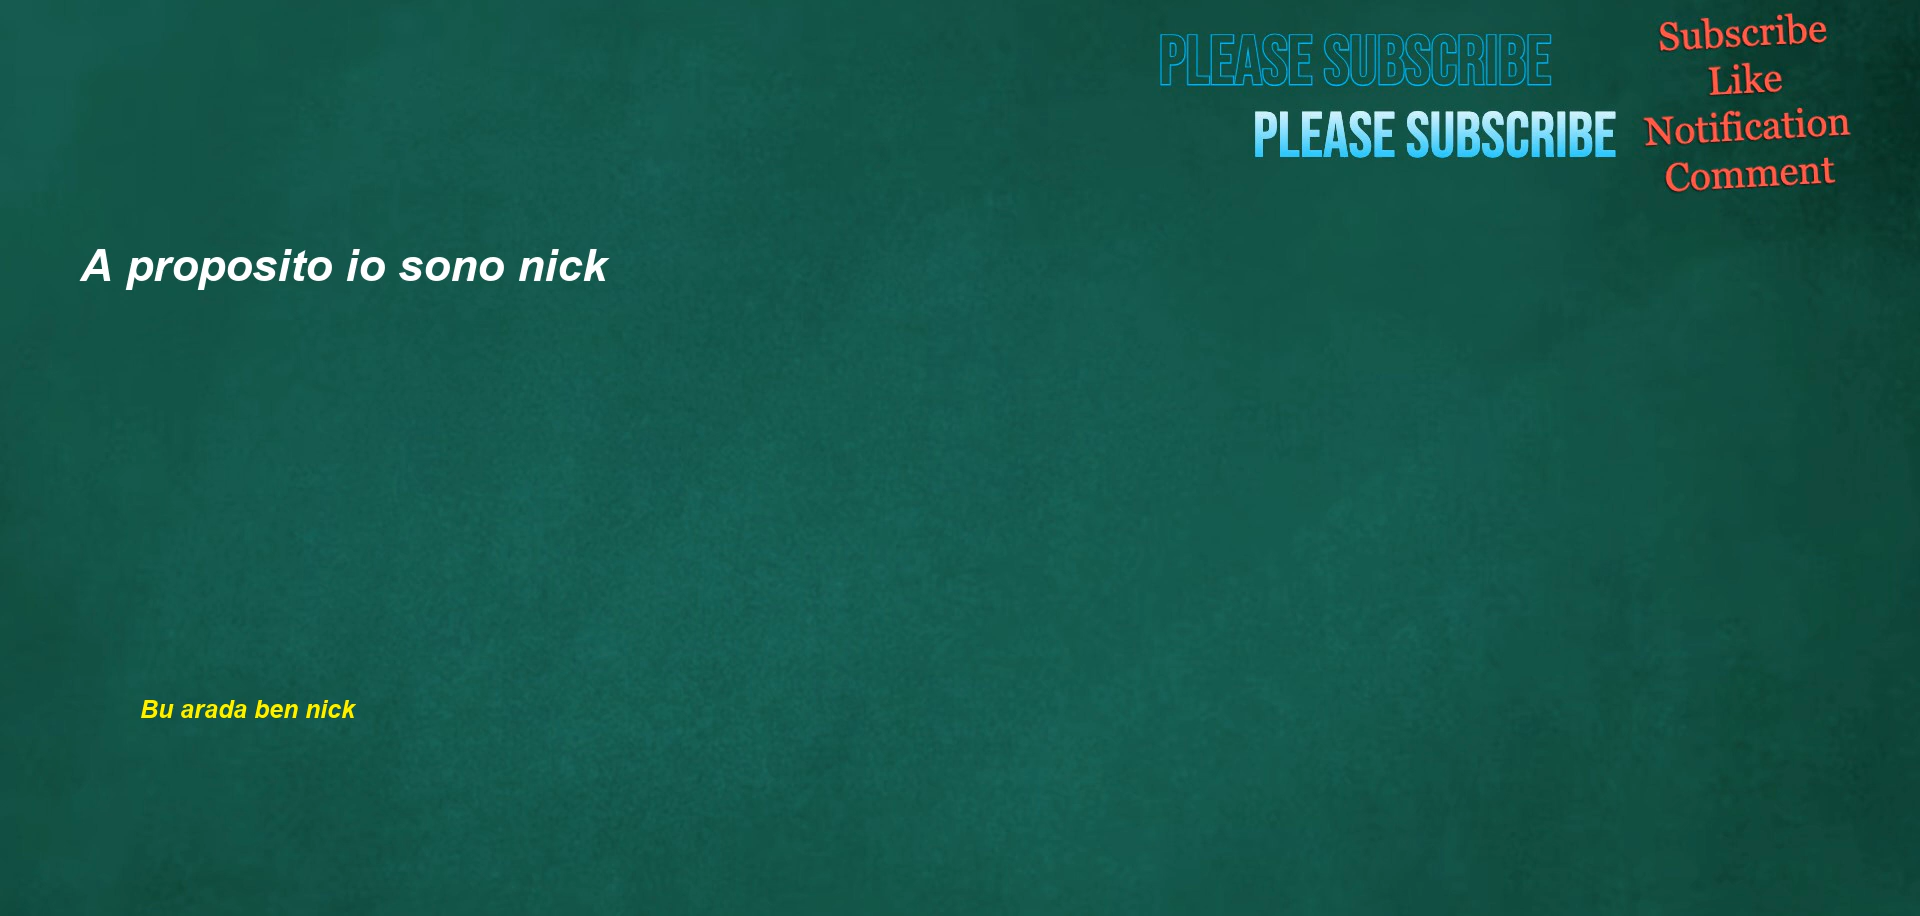 PLEASE SUBSCRIBE
PLEASE SUBSCRIBE
Subscribe
Like
Notification
Comment
A proposito io sono nick
Bu arada ben nick